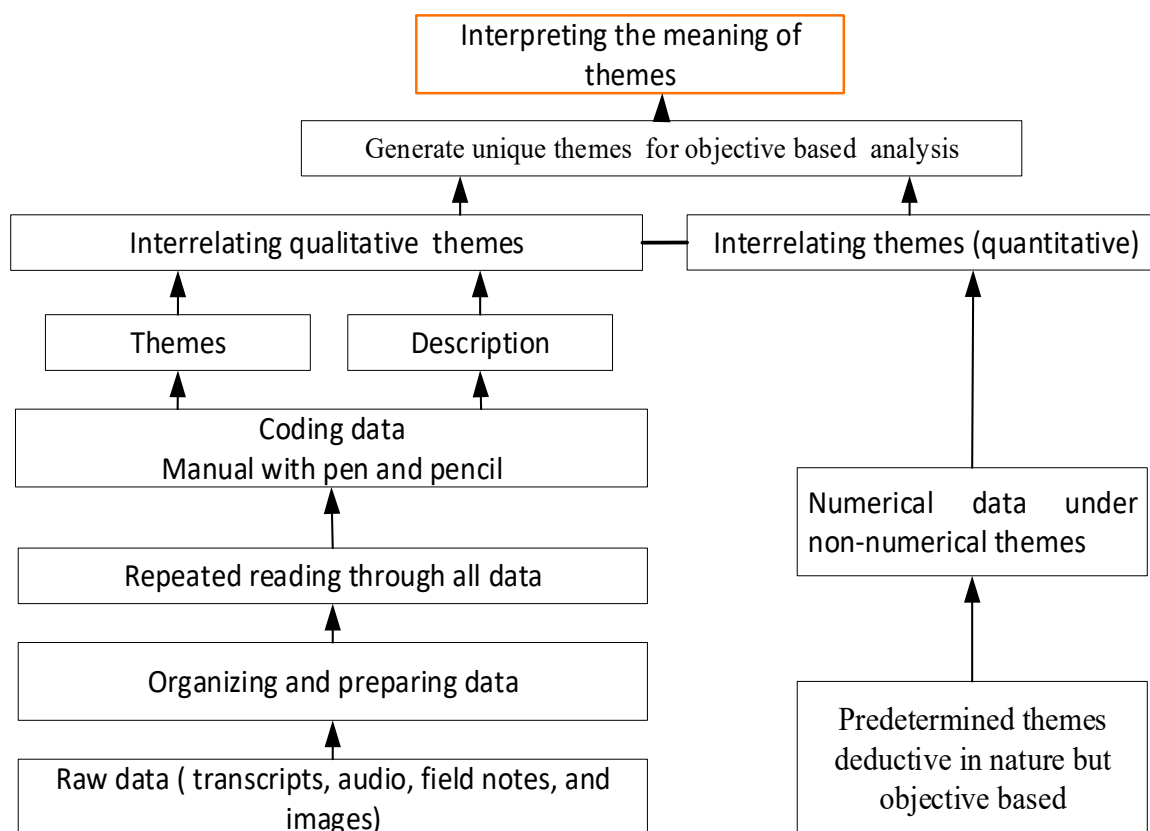 Interpreting the meaning of
themes
Generate unique themes for objective based analysis
Interrelating qualitative themes
Interrelating themes (quantitative)
Themes
Description
Coding data
Manual with pen and pencil
Numerical data under
non-numerical themes
Repeated reading through all data
Organizing and preparing data
Predetermined themes
deductive in nature but
objective based
Raw data ( transcripts, audio, field notes, and
images)